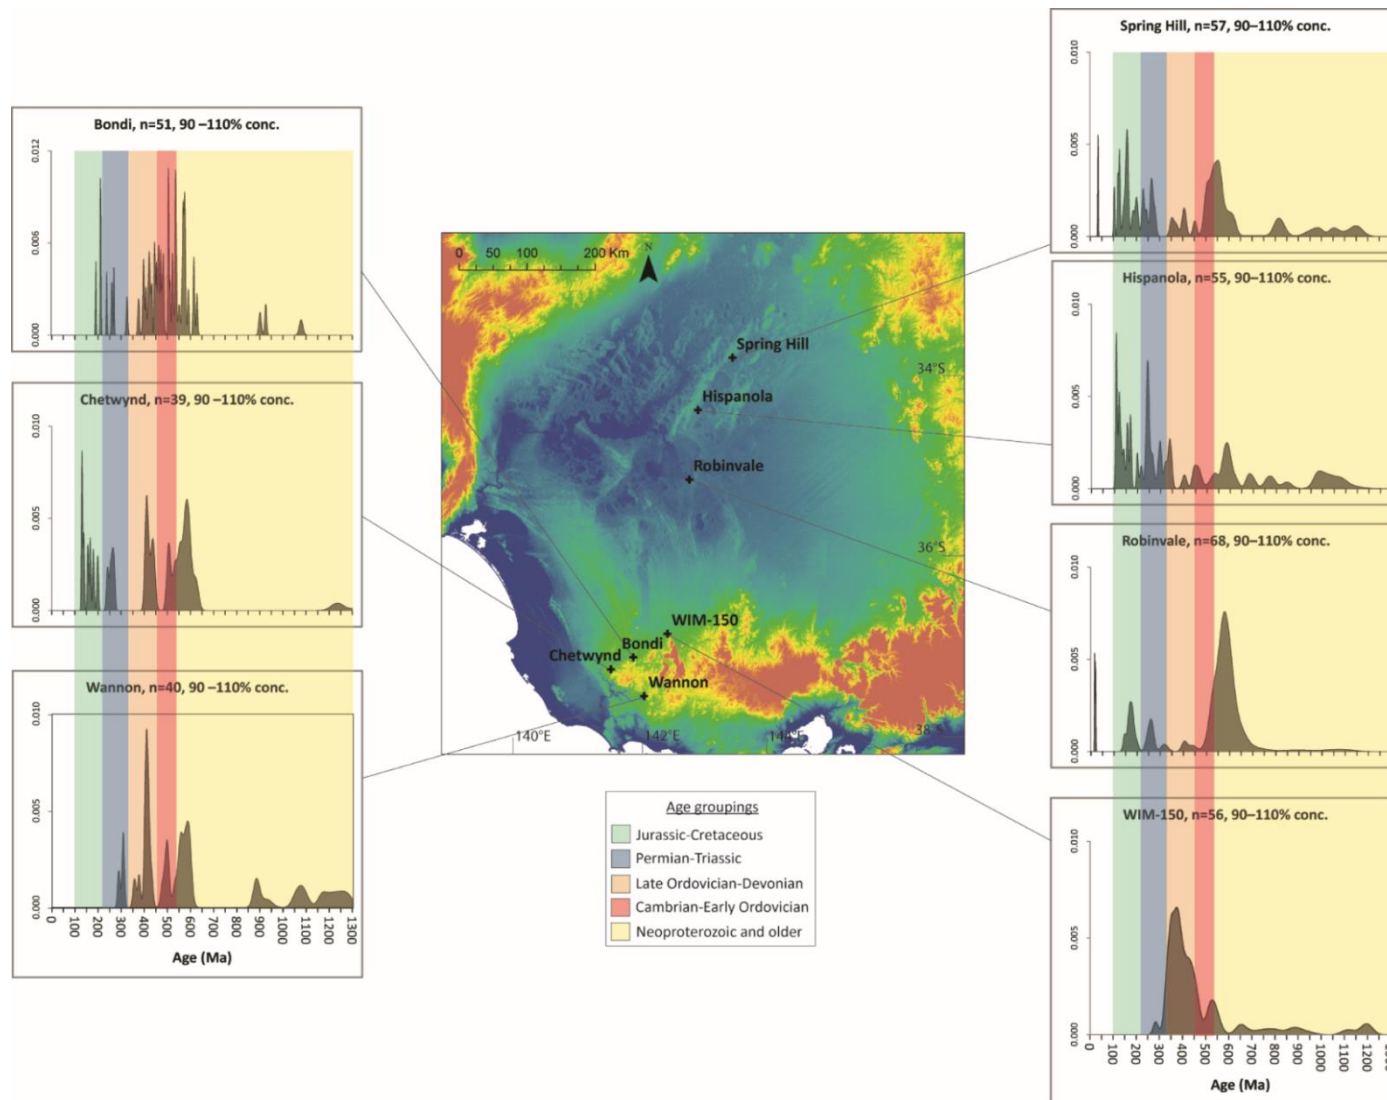 Bondi, n=51, 90 –110% conc.
0.012
0.006
0.000
Chetwynd, n=39, 90 –110% conc.
0.010
0.005
0.000
Wannon, n=40, 90 –110% conc.
0.010
0.005
0.000
0
100
200
300
400
500
600
700
800
900
1000
1100
1200
1300
Age (Ma)
0 50 100 200 Km
N
Spring Hill
34°S
Hispanola
Robinvale
36°S
WIM-150
Bondi
Chetwynd
Wannon
38°S
140°E
142°E
144°E
Age groupings
Jurassic-Cretaceous
Permian-Triassic
Late Ordovician-Devonian
Cambrian-Early Ordovician
Neoproterozoic and older
Spring Hill, n=57, 90–110% conc.
0.010
0.005
0.000
Hispanola, n=55, 90–110% conc.
0.010
0.005
0.000
Robinvale, n=68, 90–110% conc.
0.010
0.005
0.000
WIM-150, n=56, 90–110% conc.
0.010
0.005
0.000
0
100
200
300
400
500
600
700
800
900
1000
1100
1200
1300
Age (Ma)